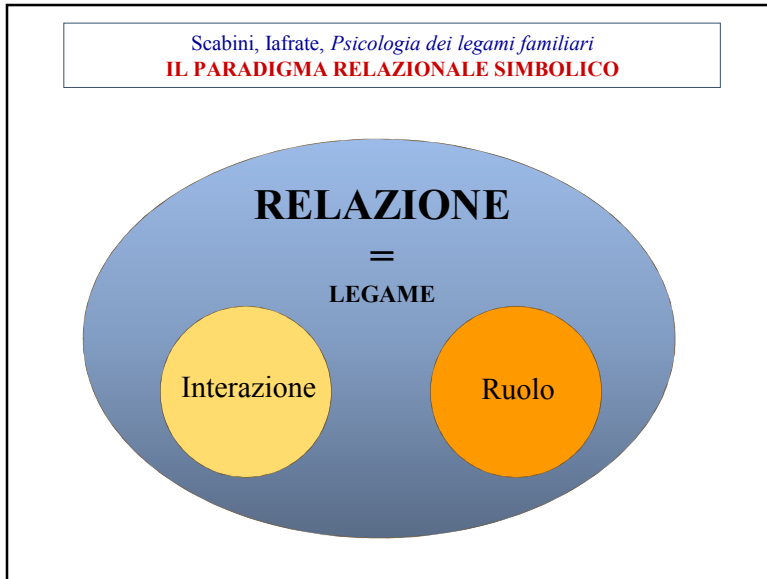 Scabini, Iafrate, Psicologia dei legami familiari
IL PARADIGMA RELAZIONALE SIMBOLICO
RELAZIONE
=
LEGAME
Interazione
Ruolo